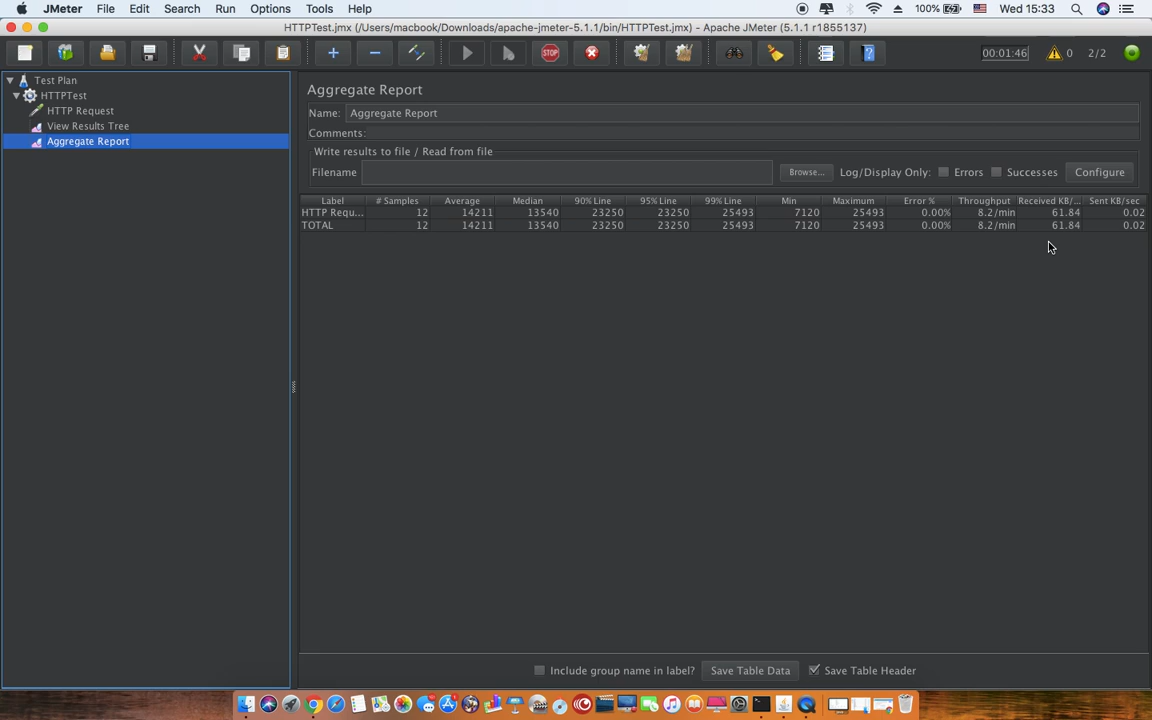 JMeter File Edit Search Run Options Tools Help 100% Wed 15:33
HTTPTest.jmx (/Users/macbook/Downloads/apache-jmeter-5.1.1/bin/HTTPTest.jmx) - Apache JMeter (5.1.1 r1855137)
STOP 00:01:46 0 2/2
Test Plan
HTTPTest
HTTP Request
View Results Tree
Aggregate Report
Aggregate Report
Name: Aggregate Report
Comments:
Write results to file / Read from file
Filename Browse... Log/Display Only: Errors Successes Configure
Label # Samples Average Median 90% Line 95% Line 99% Line Min Maximum Error % Throughput Received KB/... Sent KB/sec
HTTP Requ... 12 14211 13540 23250 23250 25493 7120 25493 0.00% 8.2/min 61.84 0.02
TOTAL 12 14211 13540 23250 23250 25493 7120 25493 0.00% 8.2/min 61.84 0.02
Include group name in label? Save Table Data Save Table Header